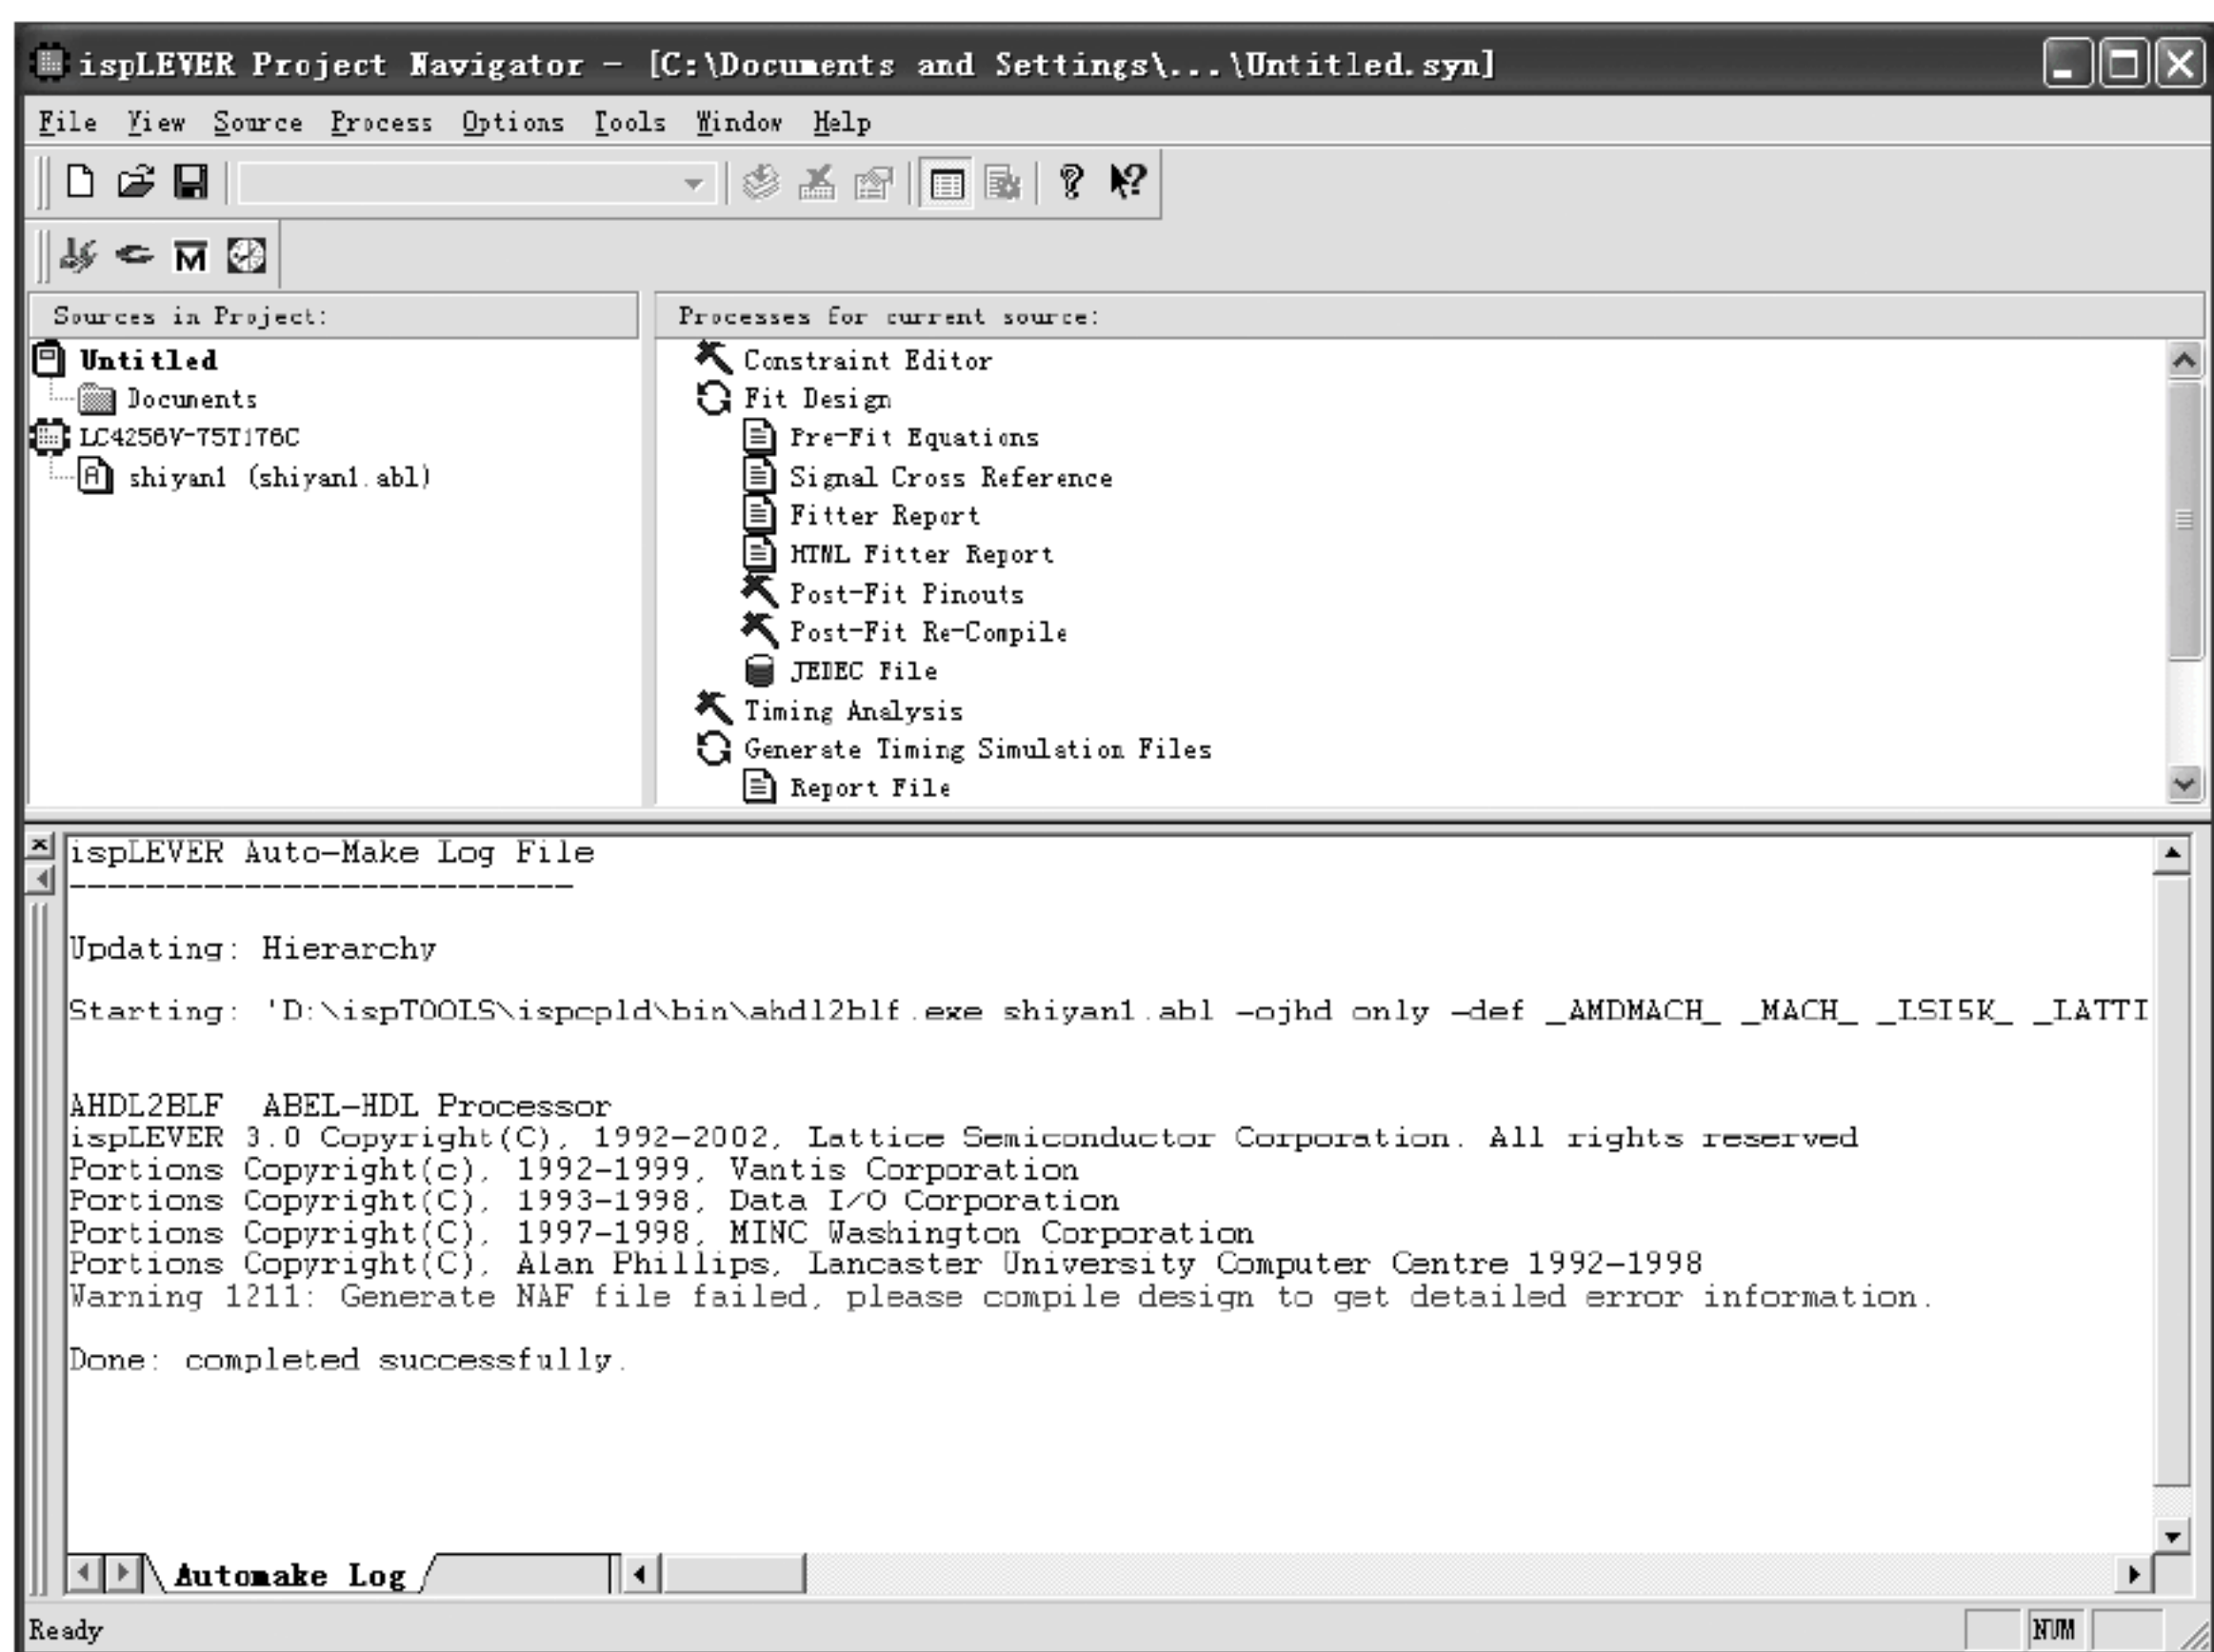 ispLEVER Project Navigator - [C:\Documents and Settings\...\Untitled.syn]
File View Source Process Options Tools Window Help
Sources in Project:
Untitled
Documents
LC4256V-75T176C
shiyan1 (shiyan1.abl)
Processes for current source:
Constraint Editor
Fit Design
Pre-Fit Equations
Signal Cross Reference
Fitter Report
HTML Fitter Report
Post-Fit Pinouts
Post-Fit Re-Compile
JEDEC File
Timing Analysis
Generate Timing Simulation Files
Report File
ispLEVER Auto-Make Log File
---------------------------
Updating: Hierarchy
Starting: 'D:\ispTOOLS\ispcpld\bin\ahdl2blf.exe shiyan1.abl -ojhd only -def _AMDMACH_ _MACH_ _LSI5K_ _LATTI
AHDL2BLF  ABEL-HDL Processor
ispLEVER 3.0 Copyright(C), 1992-2002, Lattice Semiconductor Corporation. All rights reserved
Portions Copyright(c), 1992-1999, Vantis Corporation
Portions Copyright(C), 1993-1998, Data I/O Corporation
Portions Copyright(C), 1997-1998, MINC Washington Corporation
Portions Copyright(C), Alan Phillips, Lancaster University Computer Centre 1992-1998
Warning 1211: Generate NAF file failed, please compile design to get detailed error information.
Done: completed successfully.
Automake Log
Ready
NUM